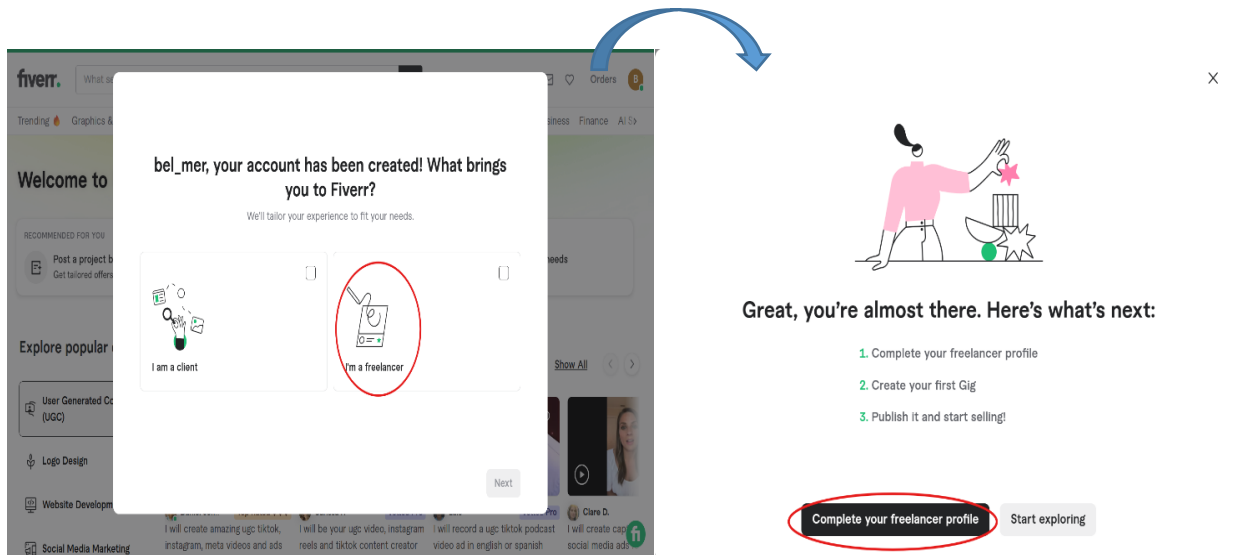 fiverr.
What
Orders
B
Trending
Graphics &
Finance
Welcome to
bel_mer, your account has been created! What brings
you to Fiverr?
We'll tailor your experience to fit your needs.
RECOMMENDED FOR YOU
Post a project
Get tailored offers
needs
I am a client
I'm a freelancer
Explore popular
Show All
User Generated
(UGC)
Logo Design
Website
Social Media Marketing
Next
Pro
Clare D.
I will create amazing ugc tiktok,
instagram, meta videos and ads
I will be your ugc video, instagram
reels and tiktok content creator
I will record a ugc tiktok podcast
video ad in english or spanish
I will create
social media ads
fi
X
Great, you're almost there. Here's what's next:
1. Complete your freelancer profile
2. Create your first Gig
3. Publish it and start selling!
Complete your freelancer profile
Start exploring